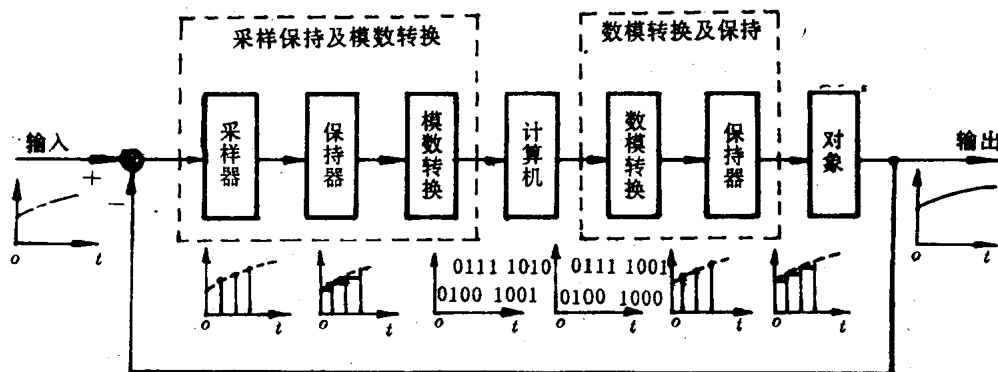 采样保持及模数转换
数模转换及保持
输入
+
−
采样器
保持器
模数转换
计算机
数模转换
保持器
对象
输出
o
t
o
t
o
t
0111 1010
0100 1001
o
t
0111 1001
0100 1000
o
t
o
t
o
t
o
t